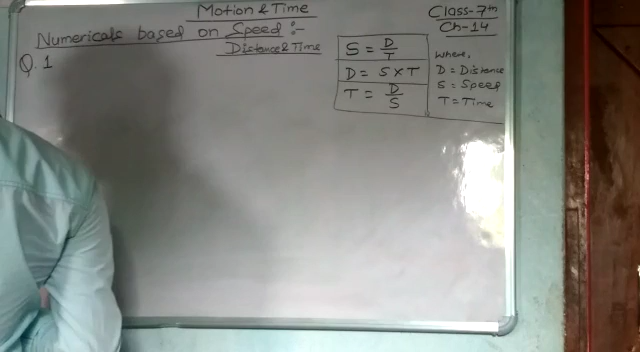 Motion & Time
Class-7th
Ch-14
Numericals based on Speed :-
Distance & Time
Q. 1
S = D/T
D = S × T
T = D/S
where,
D = Distance
S = Speed
T = Time